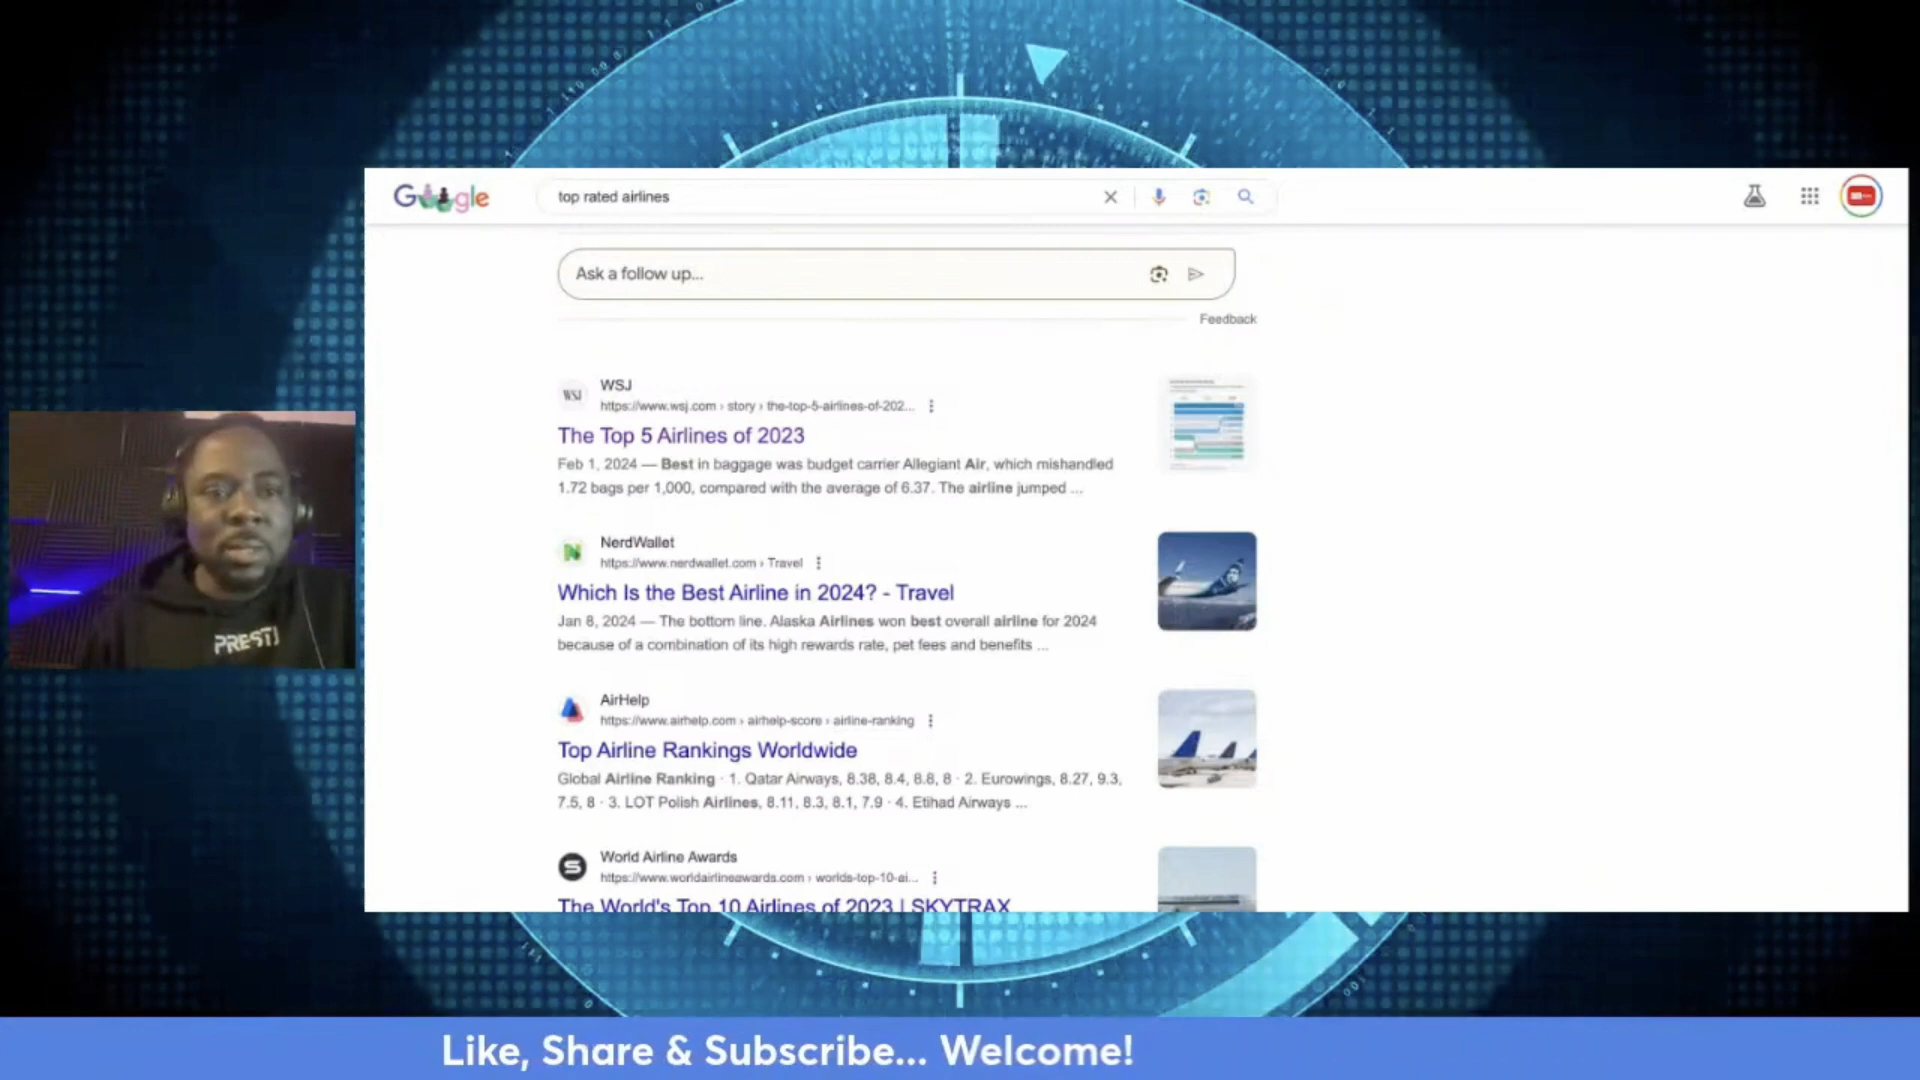 Google
top rated airlines
Ask a follow up...
Feedback
WSJ
WSJ
https://www.wsj.com › story › the-top-5-airlines-of-202...
The Top 5 Airlines of 2023
Feb 1, 2024 — Best in baggage was budget carrier Allegiant Air, which mishandled
1.72 bags per 1,000, compared with the average of 6.37. The airline jumped ...
NerdWallet
https://www.nerdwallet.com › Travel
Which Is the Best Airline in 2024? - Travel
Jan 8, 2024 — The bottom line. Alaska Airlines won best overall airline for 2024
because of a combination of its high rewards rate, pet fees and benefits ...
PRESTJ
AirHelp
https://www.airhelp.com › airhelp-score › airline-ranking
Top Airline Rankings Worldwide
Global Airline Ranking · 1. Qatar Airways, 8.38, 8.4, 8.8, 8 · 2. Eurowings, 8.27, 9.3,
7.5, 8 · 3. LOT Polish Airlines, 8.11, 8.3, 8.1, 7.9 · 4. Etihad Airways ...
World Airline Awards
https://www.worldairlineawards.com › worlds-top-10-ai...
The World's Top 10 Airlines of 2023 | SKYTRAX
Like, Share & Subscribe... Welcome!